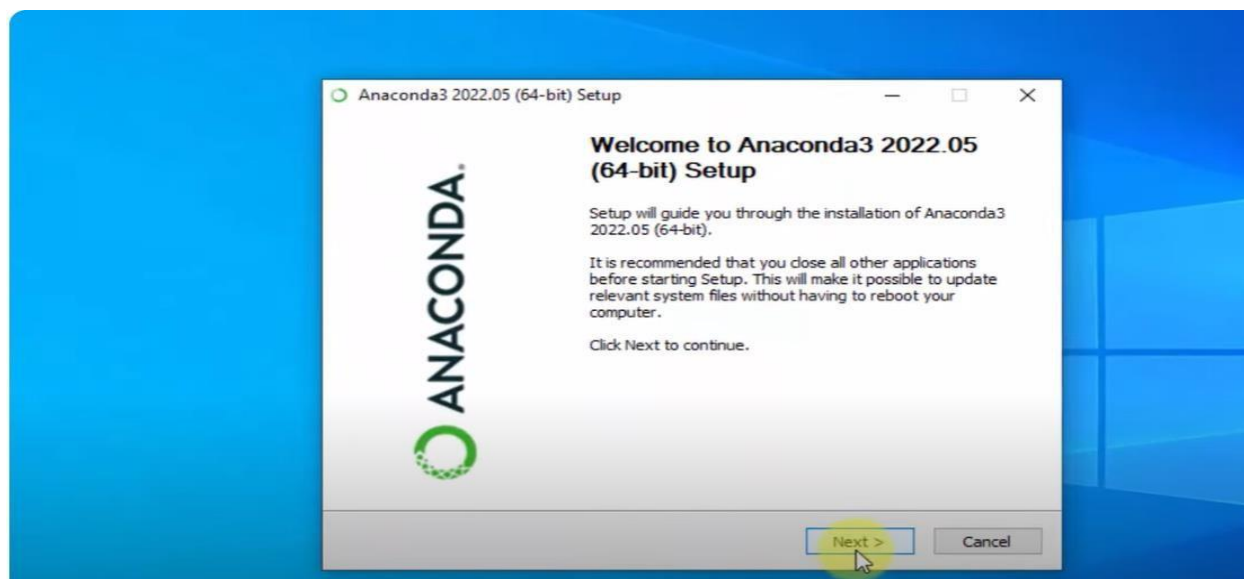 Anaconda3 2022.05 (64-bit) Setup
ANACONDA.
Welcome to Anaconda3 2022.05
(64-bit) Setup
Setup will guide you through the installation of Anaconda3
2022.05 (64-bit).
It is recommended that you close all other applications
before starting Setup. This will make it possible to update
relevant system files without having to reboot your
computer.
Click Next to continue.
Next >
Cancel